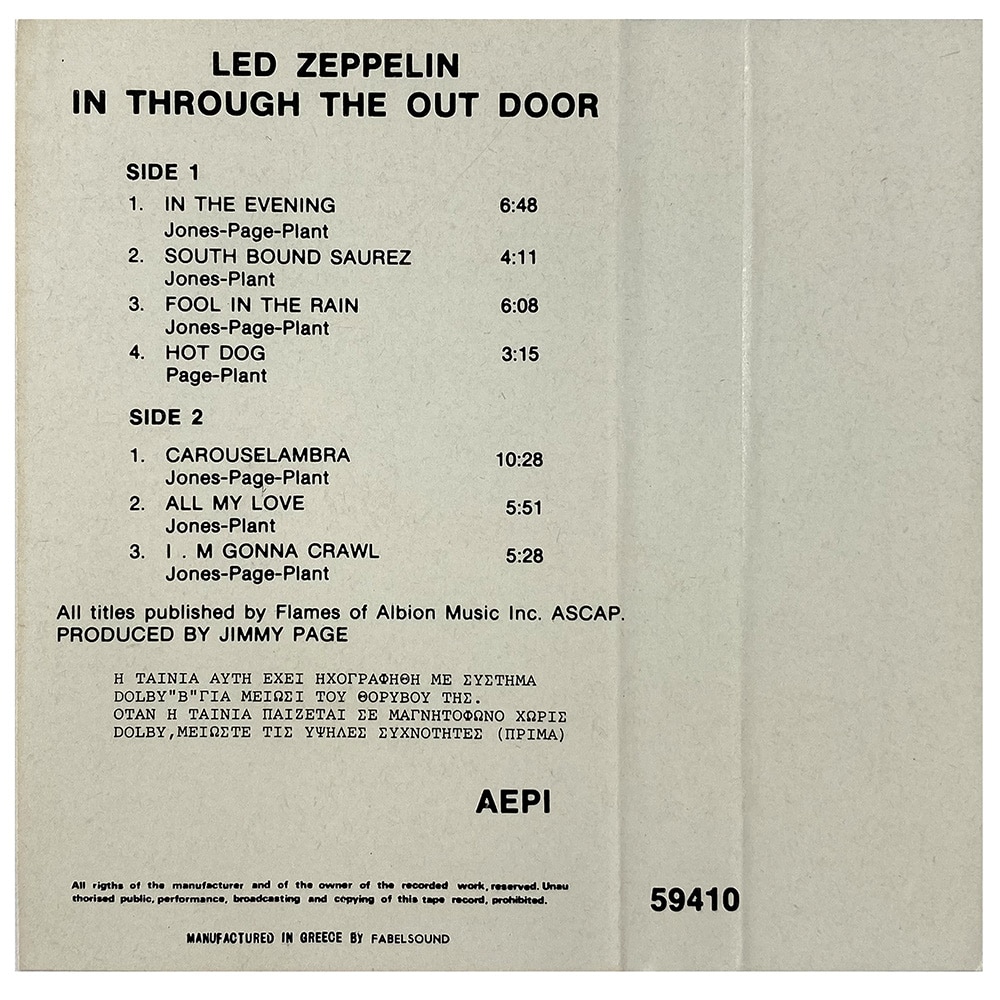 LED ZEPPELIN
IN THROUGH THE OUT DOOR
SIDE 1
1. IN THE EVENING 6:48
Jones-Page-Plant
2. SOUTH BOUND SAUREZ 4:11
Jones-Plant
3. FOOL IN THE RAIN 6:08
Jones-Page-Plant
4. HOT DOG 3:15
Page-Plant
SIDE 2
1. CAROUSELAMBRA 10:28
Jones-Page-Plant
2. ALL MY LOVE 5:51
Jones-Plant
3. I . M GONNA CRAWL 5:28
Jones-Page-Plant
All titles published by Flames of Albion Music Inc. ASCAP.
PRODUCED BY JIMMY PAGE
Η ΤΑΙΝΙΑ ΑΥΤΗ ΕΧΕΙ ΗΧΟΓΡΑΦΗΘΗ ΜΕ ΣΥΣΤΗΜΑ
DOLBY"B"ΓΙΑ ΜΕΙΩΣΙ ΤΟΥ ΘΟΡΥΒΟΥ ΤΗΣ.
ΟΤΑΝ Η ΤΑΙΝΙΑ ΠΑΙΖΕΤΑΙ ΣΕ ΜΑΓΝΗΤΟΦΩΝΟ ΧΩΡΙΣ
DOLBY,ΜΕΙΩΣΤΕ ΤΙΣ ΥΨΗΛΕΣ ΣΥΧΝΟΤΗΤΕΣ (ΠΡΙΜΑ)
AEPI
All rigths of the manufacturer and of the owner of the recorded work, reserved. Unau
thorised public, performance, broadcasting and copying of this tape record, prohibited.
59410
MANUFACTURED IN GREECE BY FABELSOUND